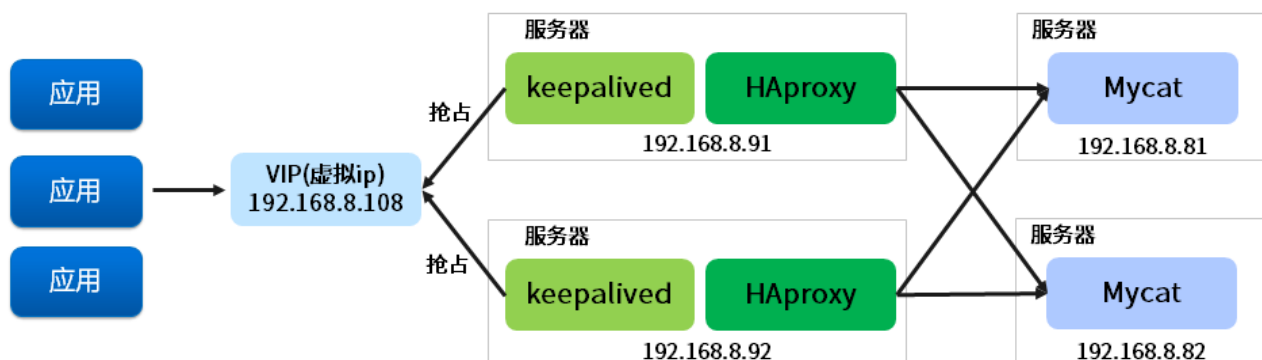 应用
应用
应用
VIP(虚拟ip)
192.168.8.108
抢占
抢占
服务器
keepalived
HAproxy
192.168.8.91
服务器
keepalived
HAproxy
192.168.8.92
服务器
Mycat
192.168.8.81
服务器
Mycat
192.168.8.82